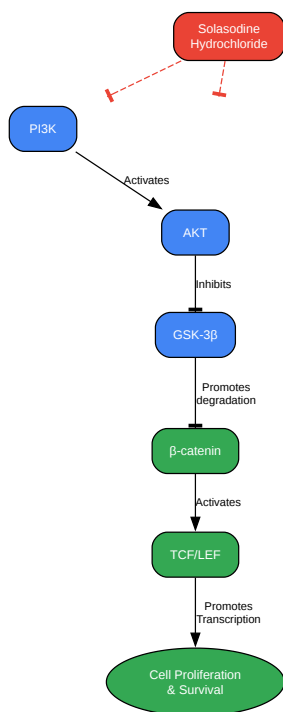 Solasodine
Hydrochloride
PI3K
Activates
AKT
Inhibits
GSK-3β
Promotes
degradation
β-catenin
Activates
TCF/LEF
Promotes
Transcription
Cell Proliferation
& Survival